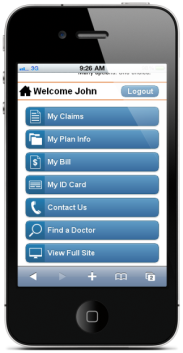 3G 9:26 AM
Welcome John Logout
My Claims
My Plan Info
My Bill
My ID Card
Contact Us
Find a Doctor
View Full Site